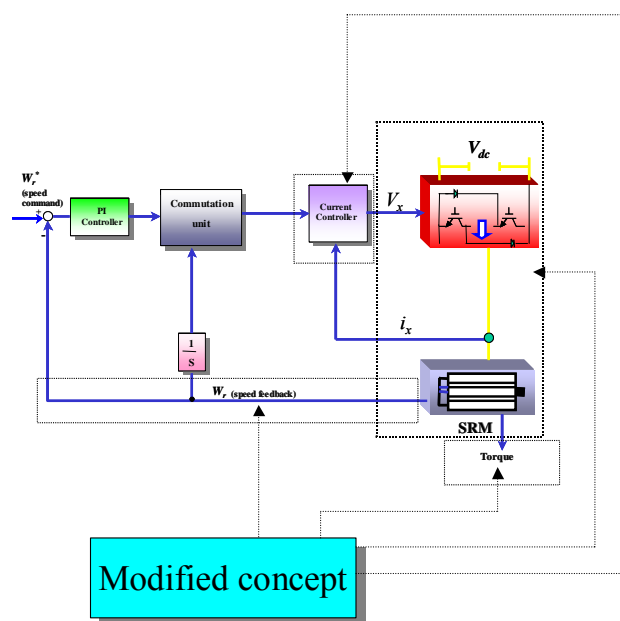 V_dc
W_r^*
(speed
command)
+
-
PI
Controller
Commutation
unit
Current
Controller
V_x
i_x
1
S
W_r (speed feedback)
SRM
Torque
Modified concept